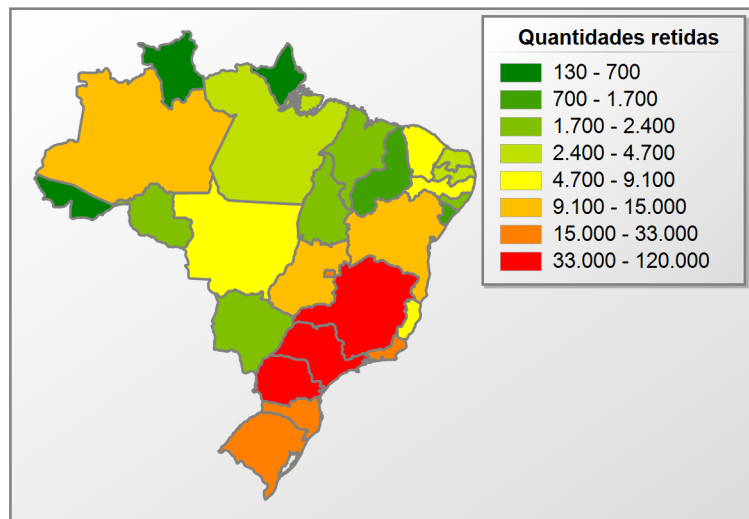 Quantidades retidas
130 - 700
700 - 1.700
1.700 - 2.400
2.400 - 4.700
4.700 - 9.100
9.100 - 15.000
15.000 - 33.000
33.000 - 120.000